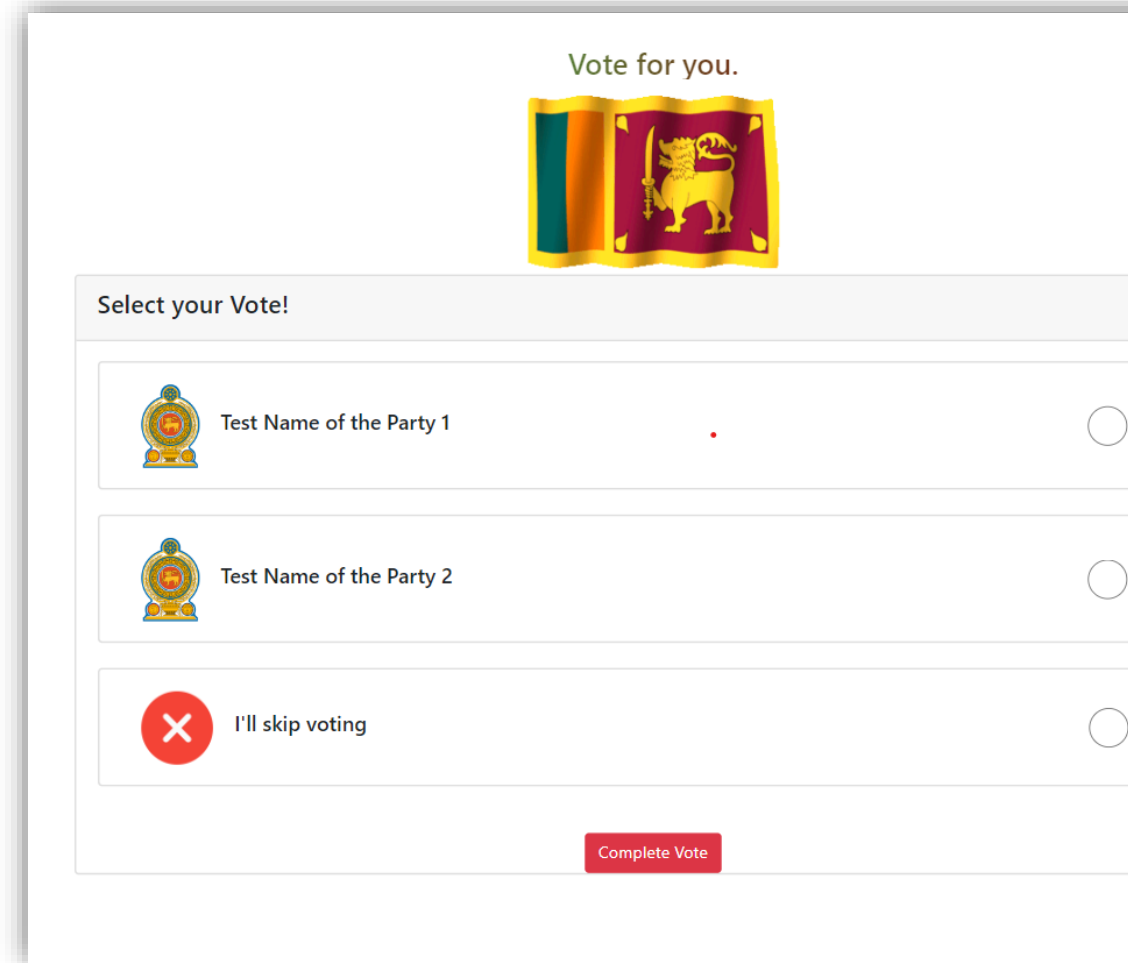 Vote for you.
Select your Vote!
Test Name of the Party 1
Test Name of the Party 2
I'll skip voting
Complete Vote